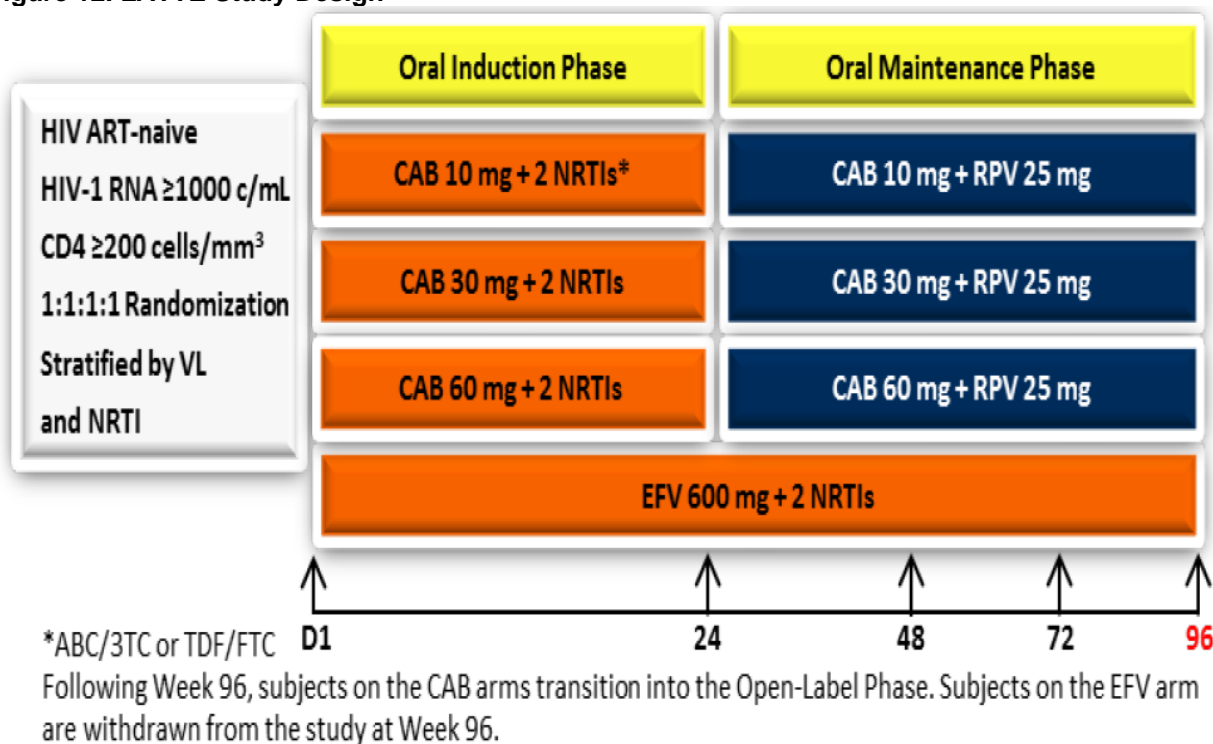 Oral Induction Phase
Oral Maintenance Phase
HIV ART-naive
HIV-1 RNA ≥1000 c/mL
CD4 ≥200 cells/mm³
1:1:1:1 Randomization
Stratified by VL
and NRTI
CAB 10 mg + 2 NRTIs*
CAB 10 mg + RPV 25 mg
CAB 30 mg + 2 NRTIs
CAB 30 mg + RPV 25 mg
CAB 60 mg + 2 NRTIs
CAB 60 mg + RPV 25 mg
EFV 600 mg + 2 NRTIs
D1
24
48
72
96
*ABC/3TC or TDF/FTC
Following Week 96, subjects on the CAB arms transition into the Open-Label Phase. Subjects on the EFV arm
are withdrawn from the study at Week 96.